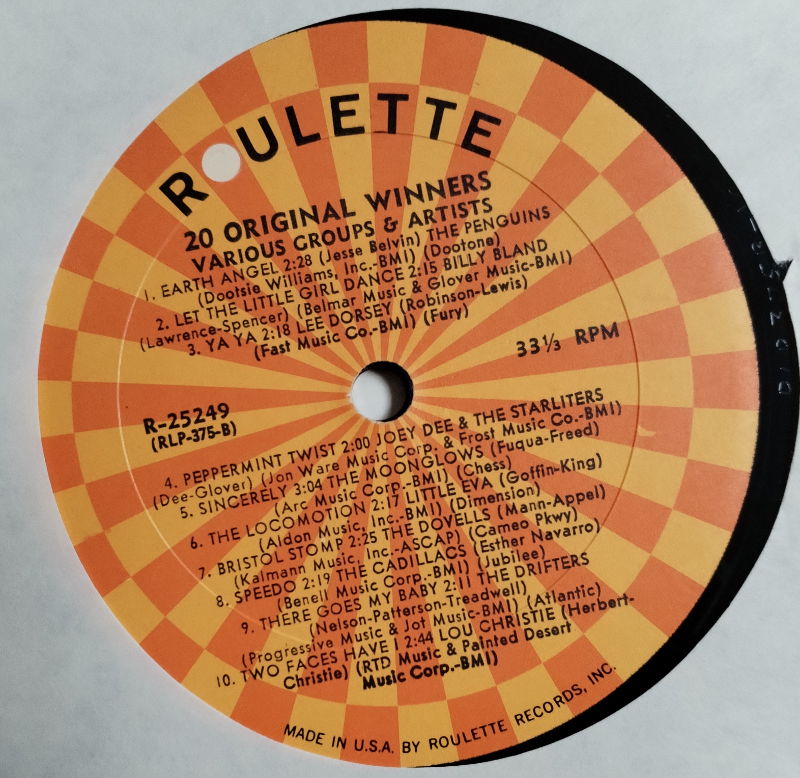 ROULETTE
20 ORIGINAL WINNERS
VARIOUS GROUPS & ARTISTS
1. EARTH ANGEL 2:28 (Jesse Belvin) THE PENGUINS
(Dootsie Williams, Inc.-BMI) (Dootone)
2. LET THE LITTLE GIRL DANCE 2:15 BILLY BLAND
(Lawrence-Spencer) (Belmar Music & Glover Music-BMI)
3. YA YA 2:18 LEE DORSEY (Robinson-Lewis)
(Fast Music Co.-BMI) (Fury)
33⅓ RPM
R-25249
(RLP-375-B)
4. PEPPERMINT TWIST 2:00 JOEY DEE & THE STARLITERS
(Dee-Glover) (Jon Ware Music Corp. & Frost Music Co.-BMI)
5. SINCERELY 3:04 THE MOONGLOWS (Fuqua-Freed)
(Arc Music Corp.-BMI) (Chess)
6. THE LOCOMOTION 2:17 LITTLE EVA (Goffin-King)
(Aldon Music, Inc.-BMI) (Dimension)
7. BRISTOL STOMP 2:25 THE DOVELLS (Mann-Appel)
(Kalmann Music, Inc.-ASCAP) (Cameo Pkwy)
8. SPEEDO 2:19 THE CADILLACS (Esther Navarro)
(Benell Music Corp.-BMI) (Jubilee)
9. THERE GOES MY BABY 2:11 THE DRIFTERS
(Nelson-Patterson-Treadwell)
(Progressive Music & Jot Music-BMI) (Atlantic)
10. TWO FACES HAVE I 2:44 LOU CHRISTIE (Herbert-
Christie) (RTD Music & Painted Desert
Music Corp.-BMI)
MADE IN U.S.A. BY ROULETTE RECORDS, INC.